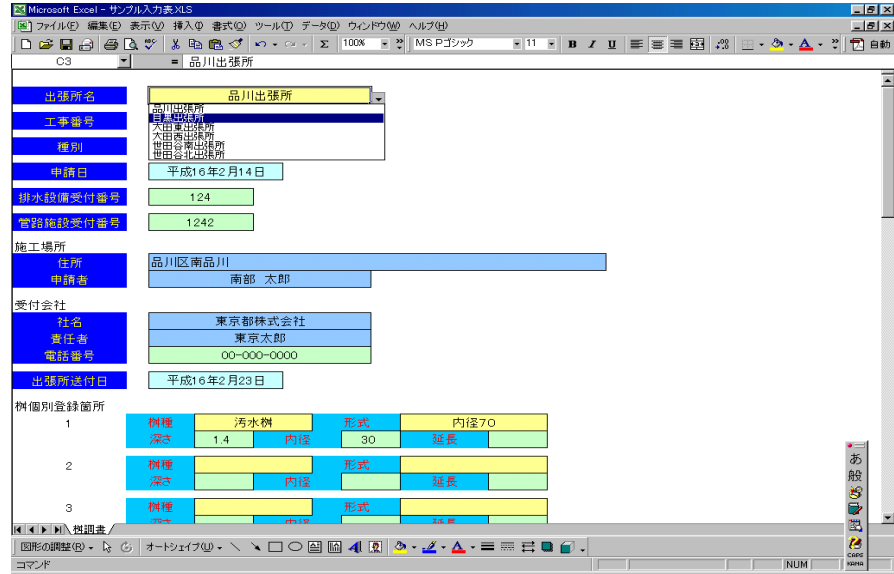 Microsoft Excel - サンプル入力表.XLS
ファイル(F) 編集(E) 表示(V) 挿入(I) 書式(O) ツール(T) データ(D) ウィンドウ(W) ヘルプ(H)
100% MS Pゴシック 11 B I U 自動
C3 = 品川出張所
出張所名 品川出張所
品川出張所
工事番号 目黒出張所
大田東出張所
大田西出張所
種別 世田谷南出張所
世田谷北出張所
申請日 平成16年2月14日
排水設備受付番号 124
管路施設受付番号 1242
施工場所
住所 品川区南品川
申請者 南部 太郎
受付会社
社名 東京都株式会社
責任者 東京太郎
電話番号 00-000-0000
出張所送付日 平成16年2月23日
桝個別登録箇所
1 桝種 汚水桝 形式 内径70
深さ 1.4 内径 30 延長
2 桝種 形式
深さ 内径 延長
3 桝種 形式
深さ 内径 延長
桝調書
図形の調整(R) オートシェイプ(U)
コマンド NUM
あ
般
CAPS
KANA